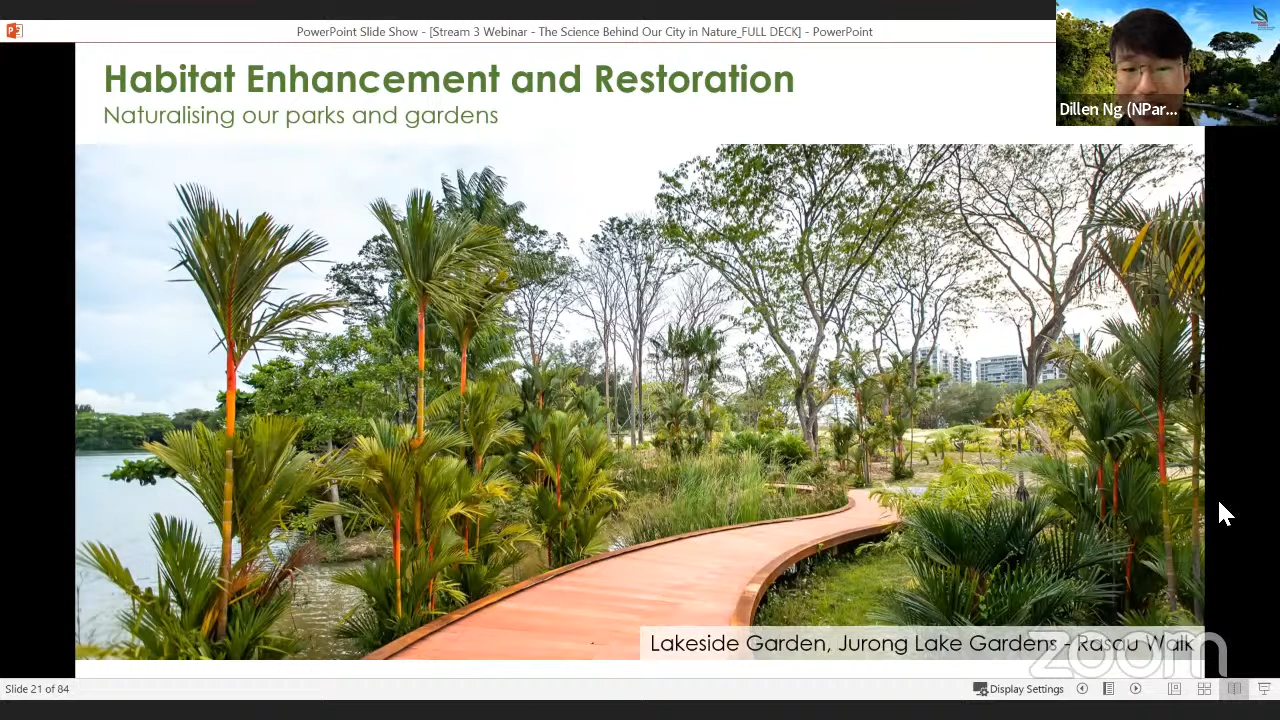 PowerPoint Slide Show - [Stream 3 Webinar - The Science Behind Our City in Nature_FULL DECK] - PowerPoint
Habitat Enhancement and Restoration
Naturalising our parks and gardens
Dillen Ng (NPar...
Lakeside Garden, Jurong Lake Gardens - Rasau Walk
zoom
Slide 21 of 84
Display Settings